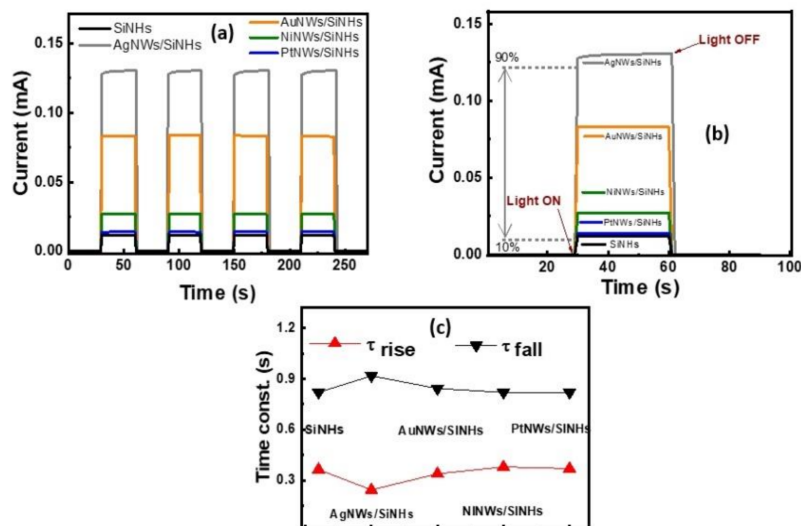 SiNHs
AgNWs/SiNHs
(a)
AuNWs/SiNHs
NiNWs/SiNHs
PtNWs/SiNHs
0.15
0.10
0.05
0.00
Current (mA)
0 50 100 150 200 250
Time (s)
0.15
0.10
0.05
0.00
Current (mA)
Light OFF
90%
AgNWs/SiNHs
(b)
AuNWs/SiNHs
NiNWs/SiNHs
Light ON
PtNWs/SiNHs
10%
SiNHs
20 40 60 80 100
Time (s)
(c)
1.2
0.9
0.6
0.3
Time const. (s)
τ rise
τ fall
SiNHs
AuNWs/SINHs
PtNWs/SINHs
AgNWs/SiNHs
NINWs/SINHs